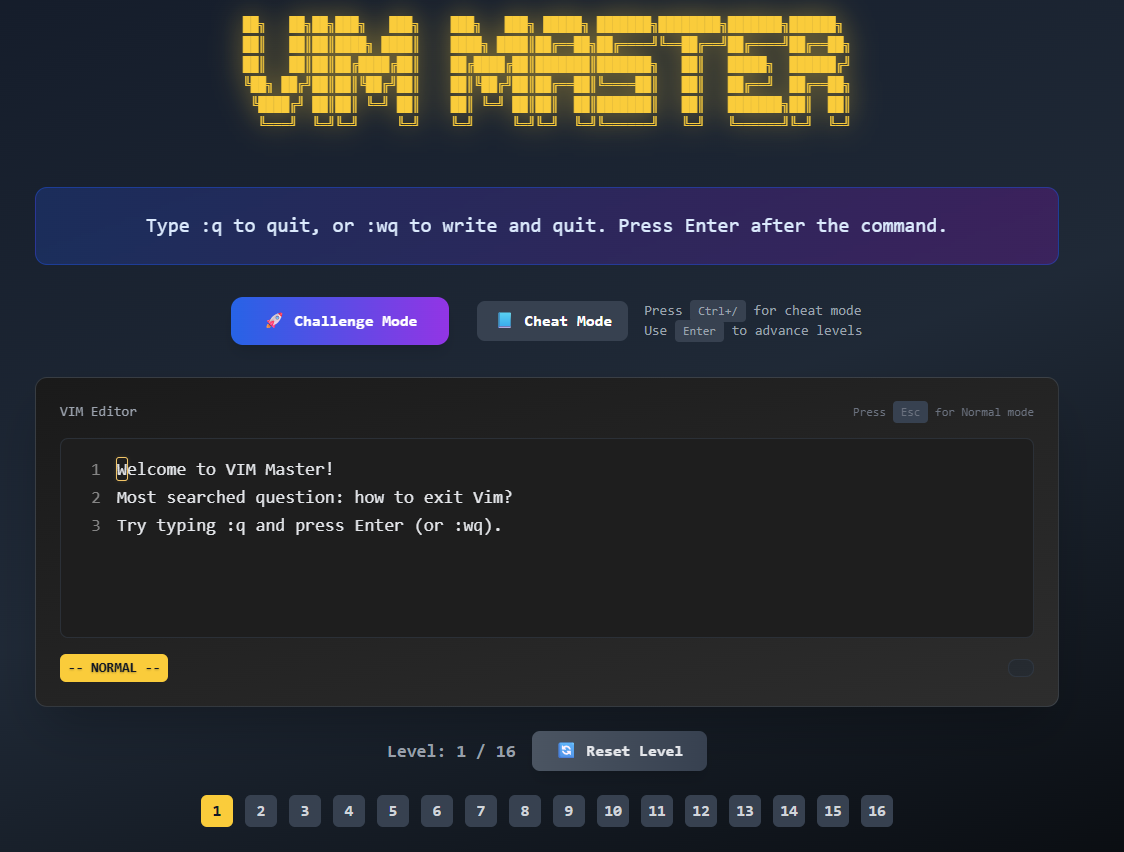 VIM MASTER
Type :q to quit, or :wq to write and quit. Press Enter after the command.
🚀 Challenge Mode
📘 Cheat Mode
Press Ctrl+/ for cheat mode
Use Enter to advance levels
VIM Editor
Press Esc for Normal mode
1 Welcome to VIM Master!
2 Most searched question: how to exit Vim?
3 Try typing :q and press Enter (or :wq).
-- NORMAL --
Level: 1 / 16
🔄 Reset Level
1 2 3 4 5 6 7 8 9 10 11 12 13 14 15 16